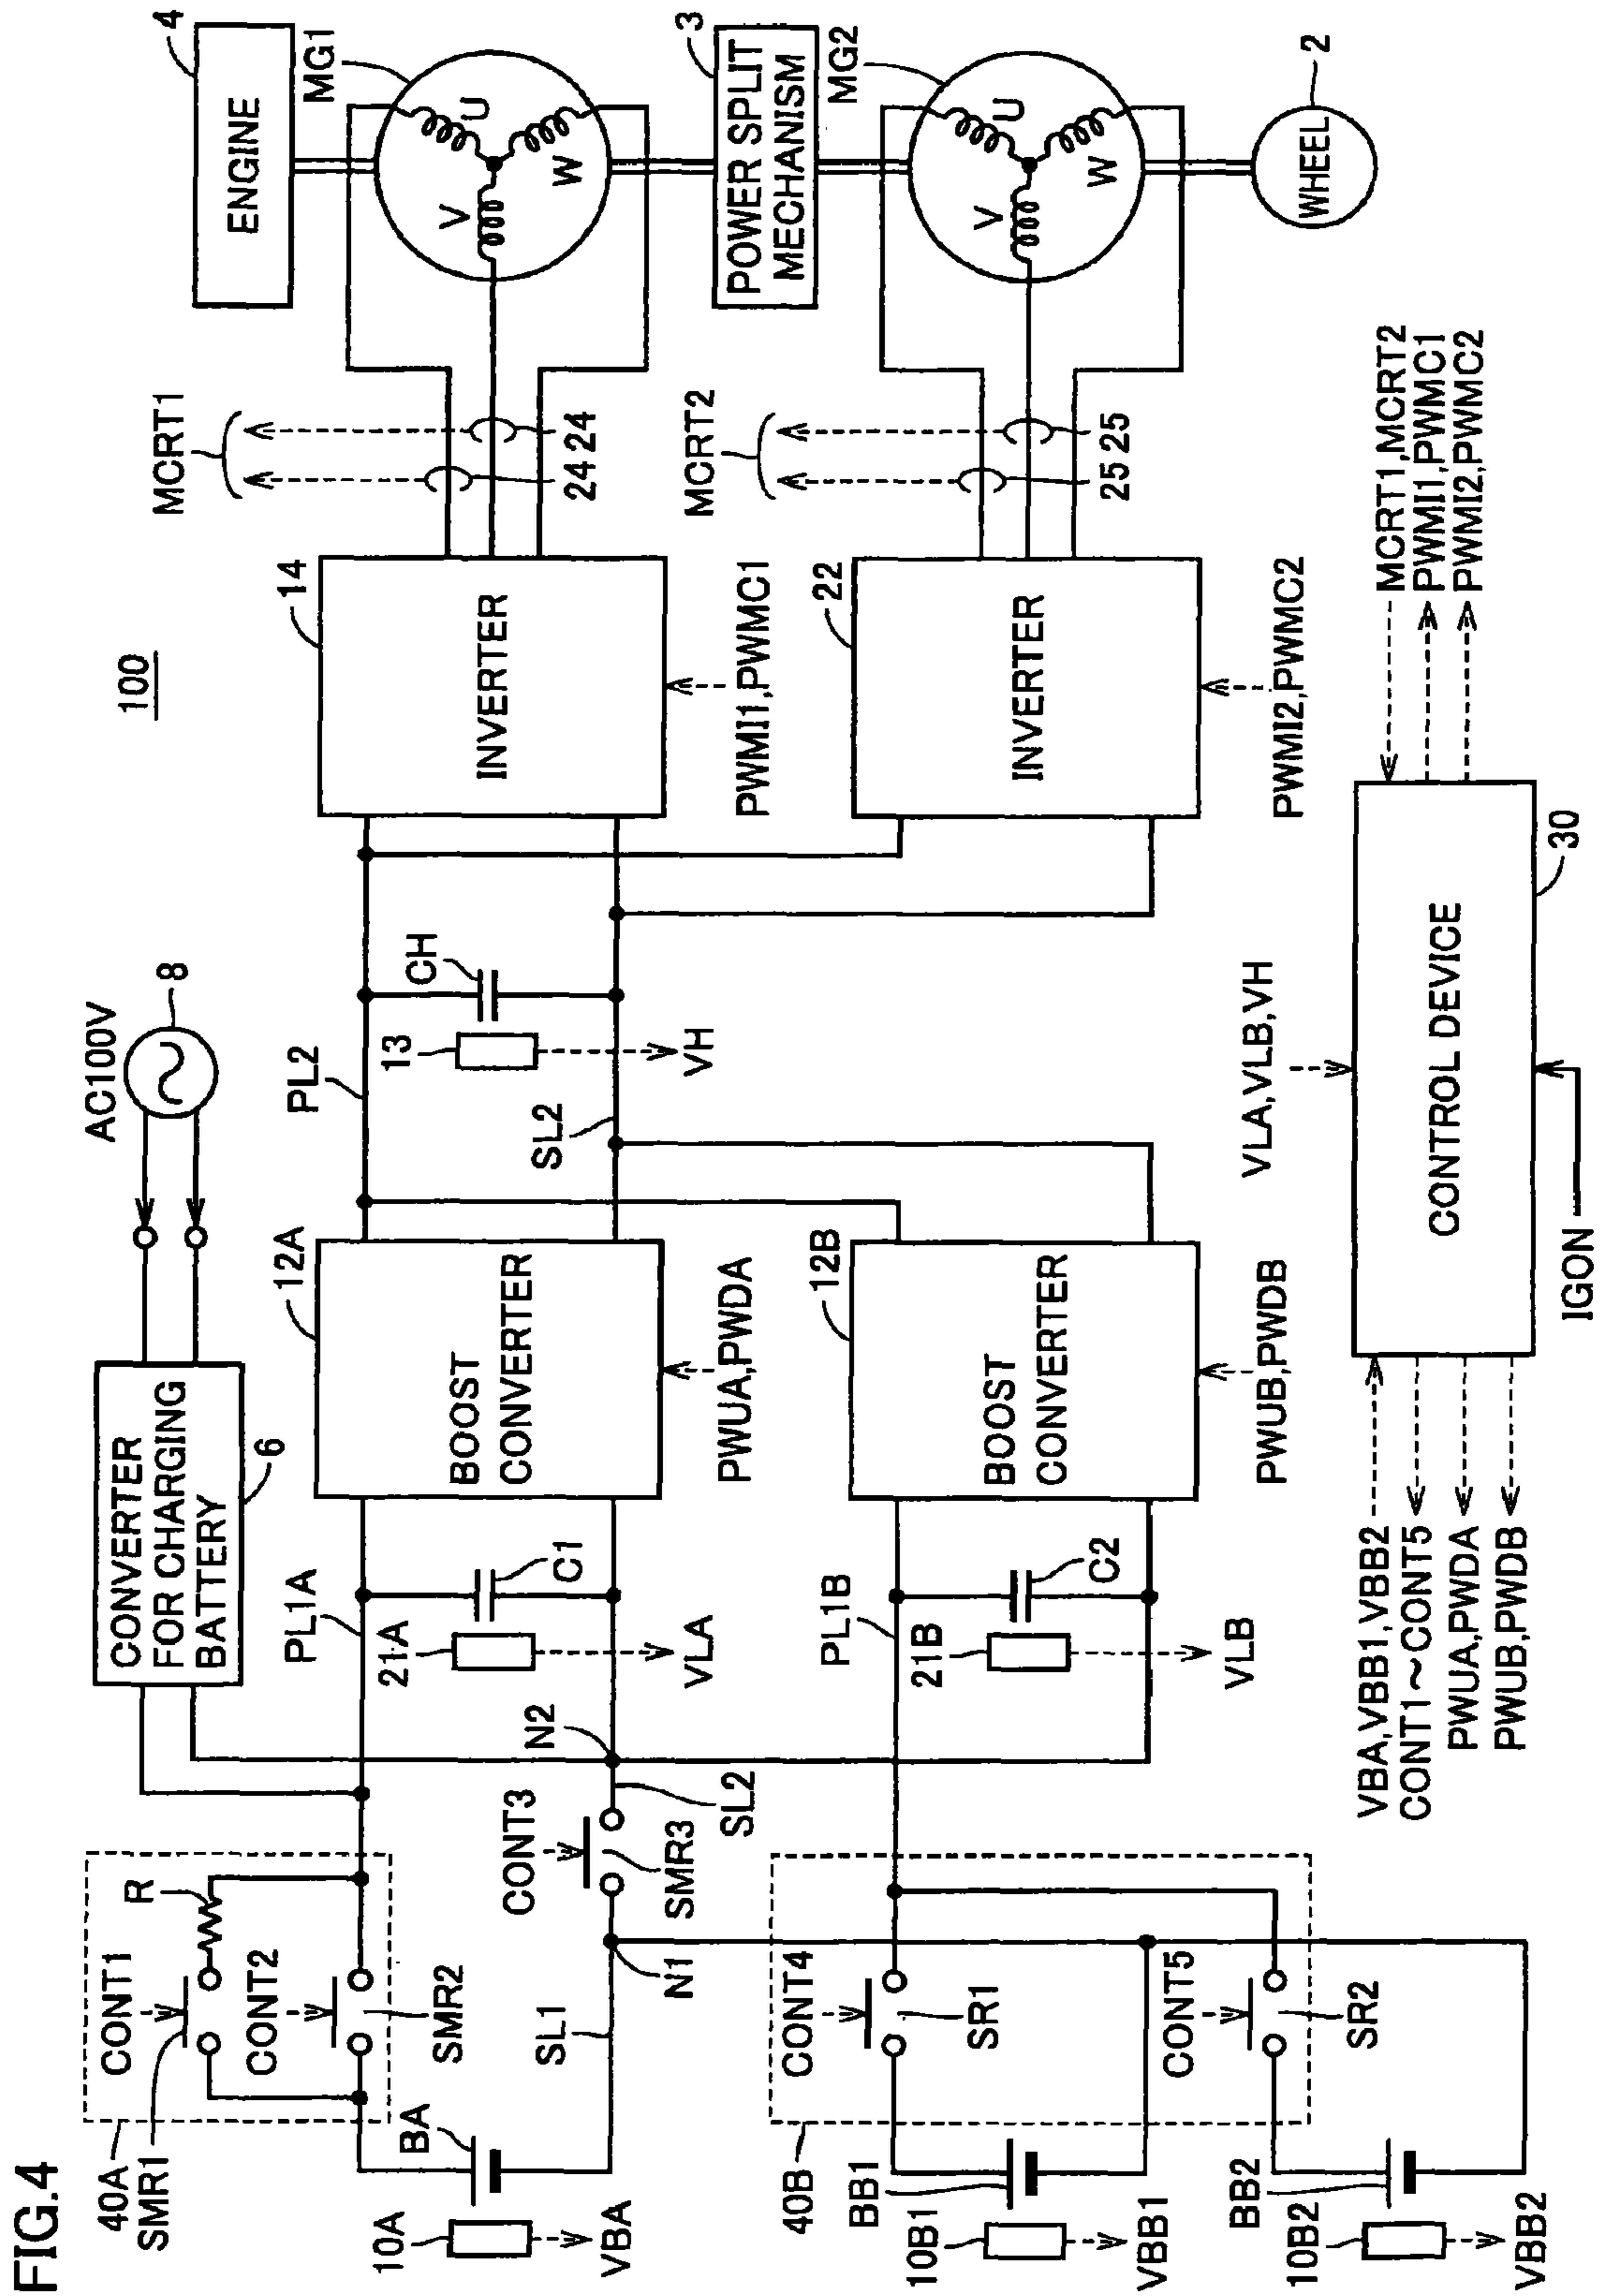 FIG.4
100
AC100V
8
CONVERTER
FOR CHARGING
BATTERY
6
40A
SMR1
CONT1
R
CONT2
SMR2
BA
10A
VBA
SL1
N1
CONT3
SMR3
SL2
N2
PL1A
21A
C1
VLA
12A
BOOST
CONVERTER
PWUA,PWDA
PL2
SL2
13
CH
VH
14
INVERTER
PWMI1,PWMC1
MCRT1
24
24
4
ENGINE
MG1
U
V
W
3
POWER SPLIT
MECHANISM
40B
BB1
10B1
VBB1
CONT4
SR1
CONT5
SR2
BB2
10B2
VBB2
PL1B
21B
C2
VLB
12B
BOOST
CONVERTER
PWUB,PWDB
22
INVERTER
PWMI2,PWMC2
MCRT2
25
25
MG2
U
V
W
WHEEL
2
VBA,VBB1,VBB2
CONT1~CONT5
PWUA,PWDA
PWUB,PWDB
VLA,VLB,VH
CONTROL DEVICE
30
IGON
MCRT1,MCRT2
PWMI1,PWMC1
PWMI2,PWMC2